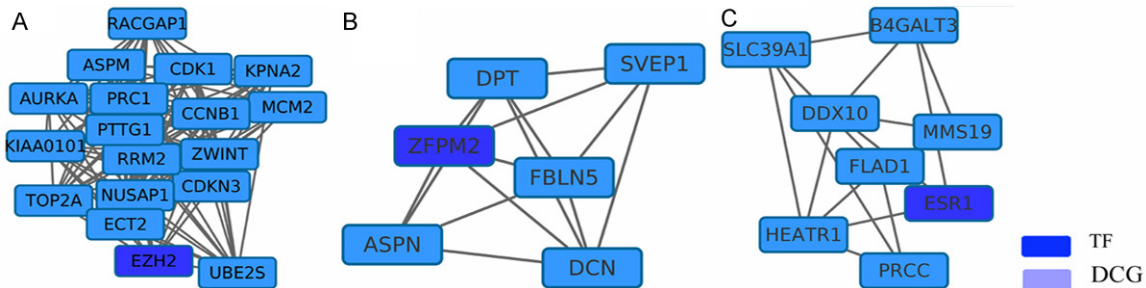 A
RACGAP1
ASPM
CDK1
KPNA2
AURKA
PRC1
CCNB1
MCM2
PTTG1
KIAA0101
RRM2
ZWINT
TOP2A
NUSAP1
CDKN3
ECT2
EZH2
UBE2S
B
DPT
SVEP1
ZFPM2
FBLN5
ASPN
DCN
C
SLC39A1
B4GALT3
DDX10
MMS19
FLAD1
ESR1
HEATR1
PRCC
TF
DCG